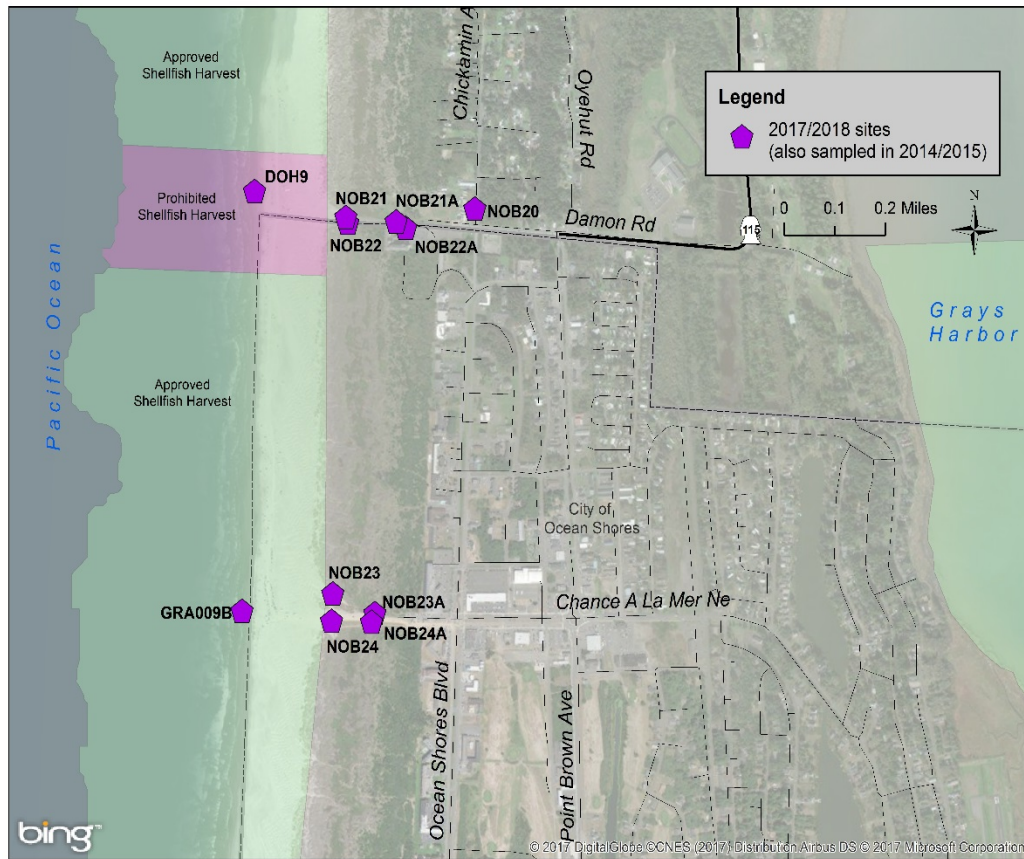 Approved
Shellfish Harvest
Chickamin A
Oyehut Rd
Legend
2017/2018 sites
(also sampled in 2014/2015)
DOH9
Prohibited
Shellfish Harvest
NOB21
NOB21A
NOB20
NOB22
NOB22A
Damon Rd
115
0 0.1 0.2 Miles
N
Pacific Ocean
Grays
Harbor
Approved
Shellfish Harvest
City of
Ocean Shores
NOB23
GRA009B
NOB23A
Chance A La Mer Ne
NOB24A
NOB24
Ocean Shores Blvd
Point Brown Ave
bing™
© 2017 DigitalGlobe ©CNES (2017) Distribution Airbus DS © 2017 Microsoft Corporation